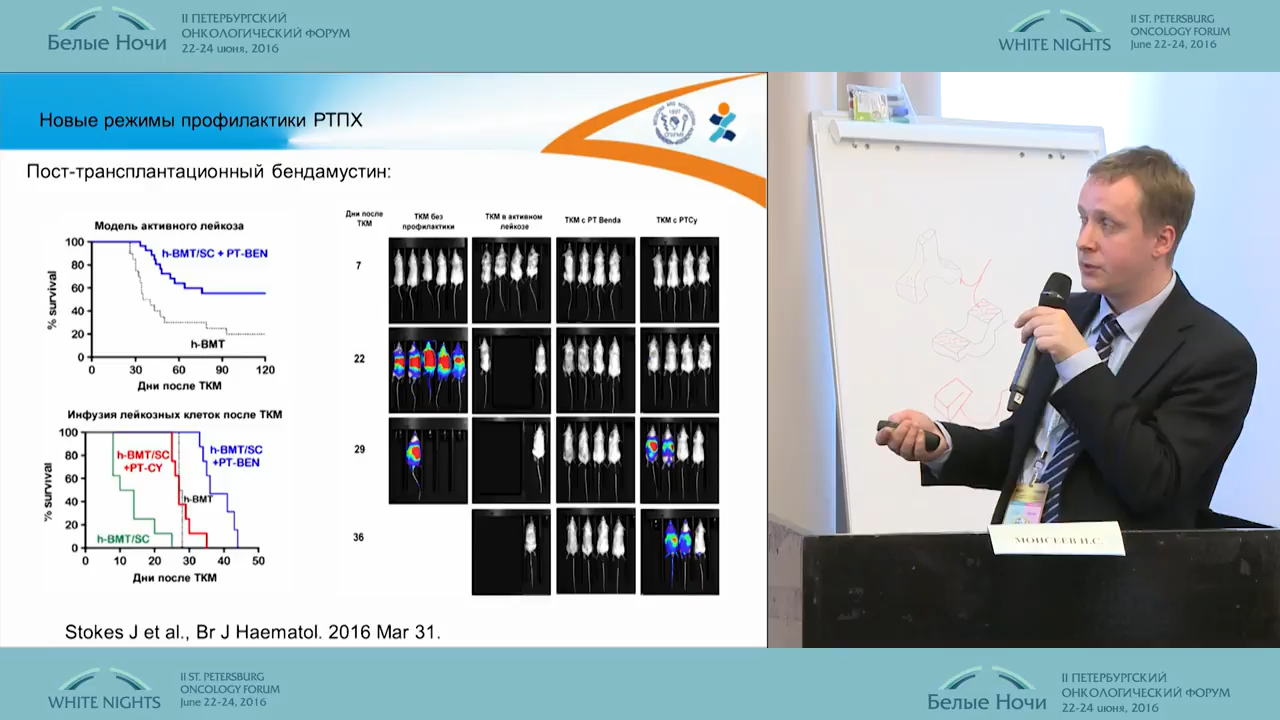 II ПЕТЕРБУРГСКИЙ
ОНКОЛОГИЧЕСКИЙ ФОРУМ
Белые Ночи
22-24 июня, 2016
II ST. PETERSBURG
ONCOLOGY FORUM
WHITE NIGHTS
June 22-24, 2016
Новые режимы профилактики РТПХ
1897
Пост-трансплантационный бендамустин:
Модель активного лейкоза
100
80
60
40
20
0
% survival
h-BMT/SC + PT-BEN
h-BMT
0 30 60 90 120
Дни после ТКМ
Инфузия лейкозных клеток после ТКМ
100
80
60
40
20
0
% survival
h-BMT/SC
+PT-CY
h-BMT/SC
+PT-BEN
h-BMT
h-BMT/SC
0 10 20 30 40 50
Дни после ТКМ
Дни после
ТКМ
ТКМ без
профилактики
ТКМ в активном
лейкозе
ТКМ с PT Benda
ТКМ с PTCy
7
22
29
36
Stokes J et al., Br J Haematol. 2016 Mar 31.
МОИСЕЕВ И.С.
II ST. PETERSBURG
ONCOLOGY FORUM
WHITE NIGHTS
June 22-24, 2016
II ПЕТЕРБУРГСКИЙ
ОНКОЛОГИЧЕСКИЙ ФОРУМ
Белые Ночи
22-24 июня, 2016